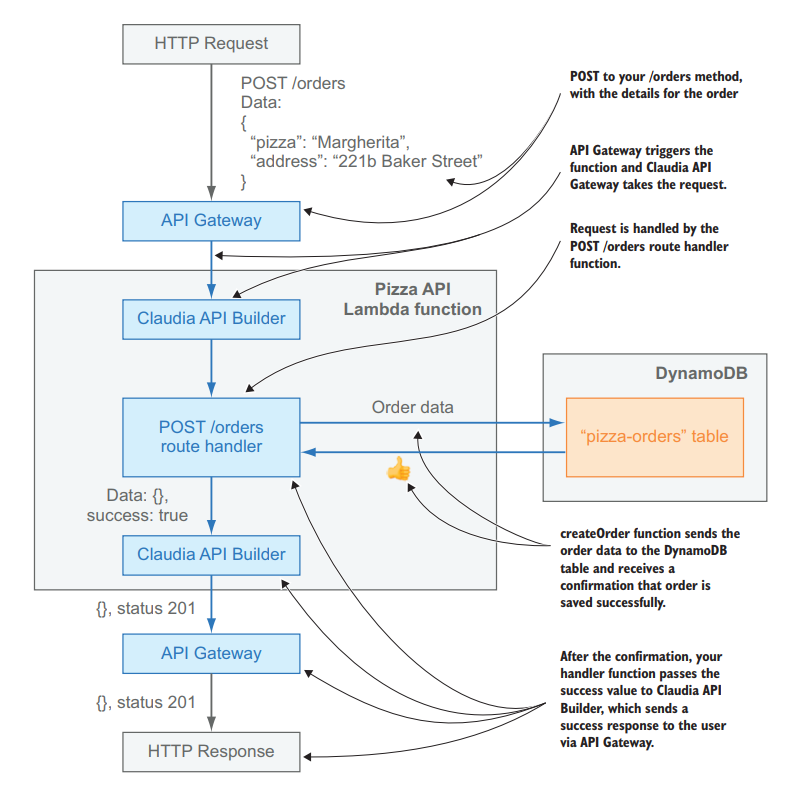 HTTP Request
POST /orders
Data:
{
“pizza”: “Margherita”,
“address”: “221b Baker Street”
}
POST to your /orders method,
with the details for the order
API Gateway triggers the
function and Claudia API
Gateway takes the request.
API Gateway
Request is handled by the
POST /orders route handler
function.
Pizza API
Lambda function
Claudia API Builder
DynamoDB
POST /orders
route handler
Order data
“pizza-orders” table
Data: {},
success: true
Claudia API Builder
createOrder function sends the
order data to the DynamoDB
table and receives a
confirmation that order is
saved successfully.
{}, status 201
API Gateway
After the confirmation, your
handler function passes the
success value to Claudia API
Builder, which sends a
success response to the user
via API Gateway.
{}, status 201
HTTP Response